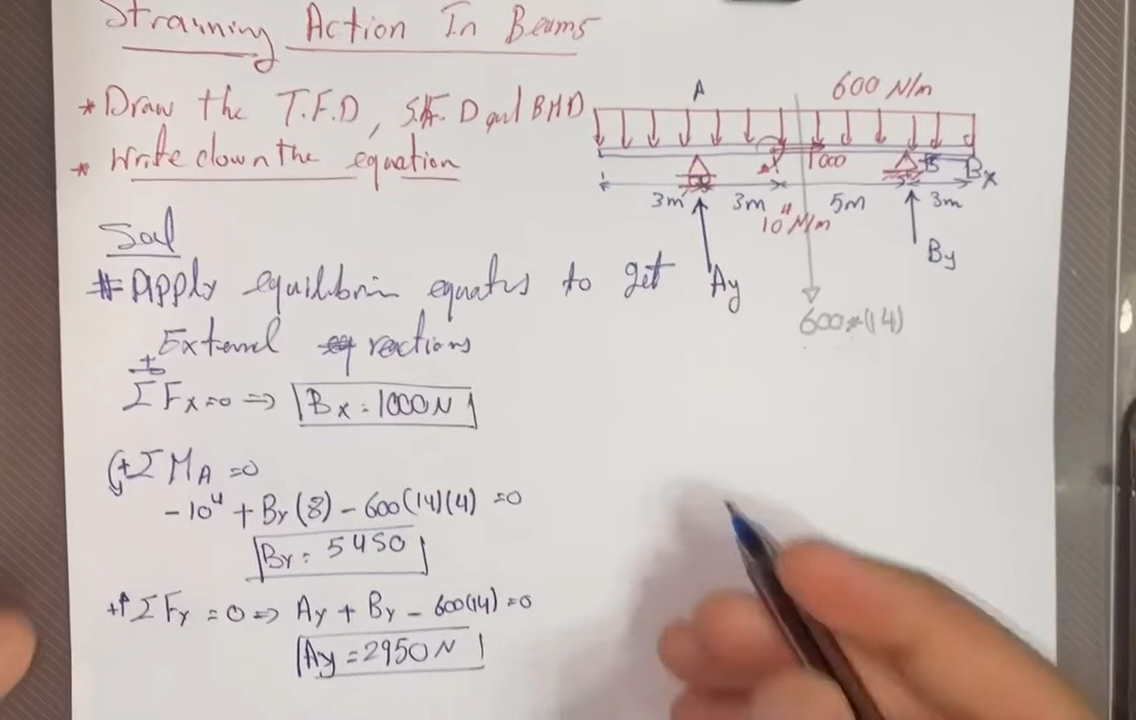 Straining Action In Beams
* Draw the T.F.D, S.F.D and BMD
* Write down the equation
A
600 N/m
1000
B
Bx
3m
3m
5m
3m
10⁴ N/m
Ay
By
600*(14)
Sol
# Apply equilibrium equates to get
External reactions
ΣFx=0 => Bx = 1000N
+ΣMA =0
-10⁴ + By (8) - 600(14)(4) =0
By = 5450
+↑ΣFy =0 => Ay + By - 600(14) =0
Ay = 2950 N